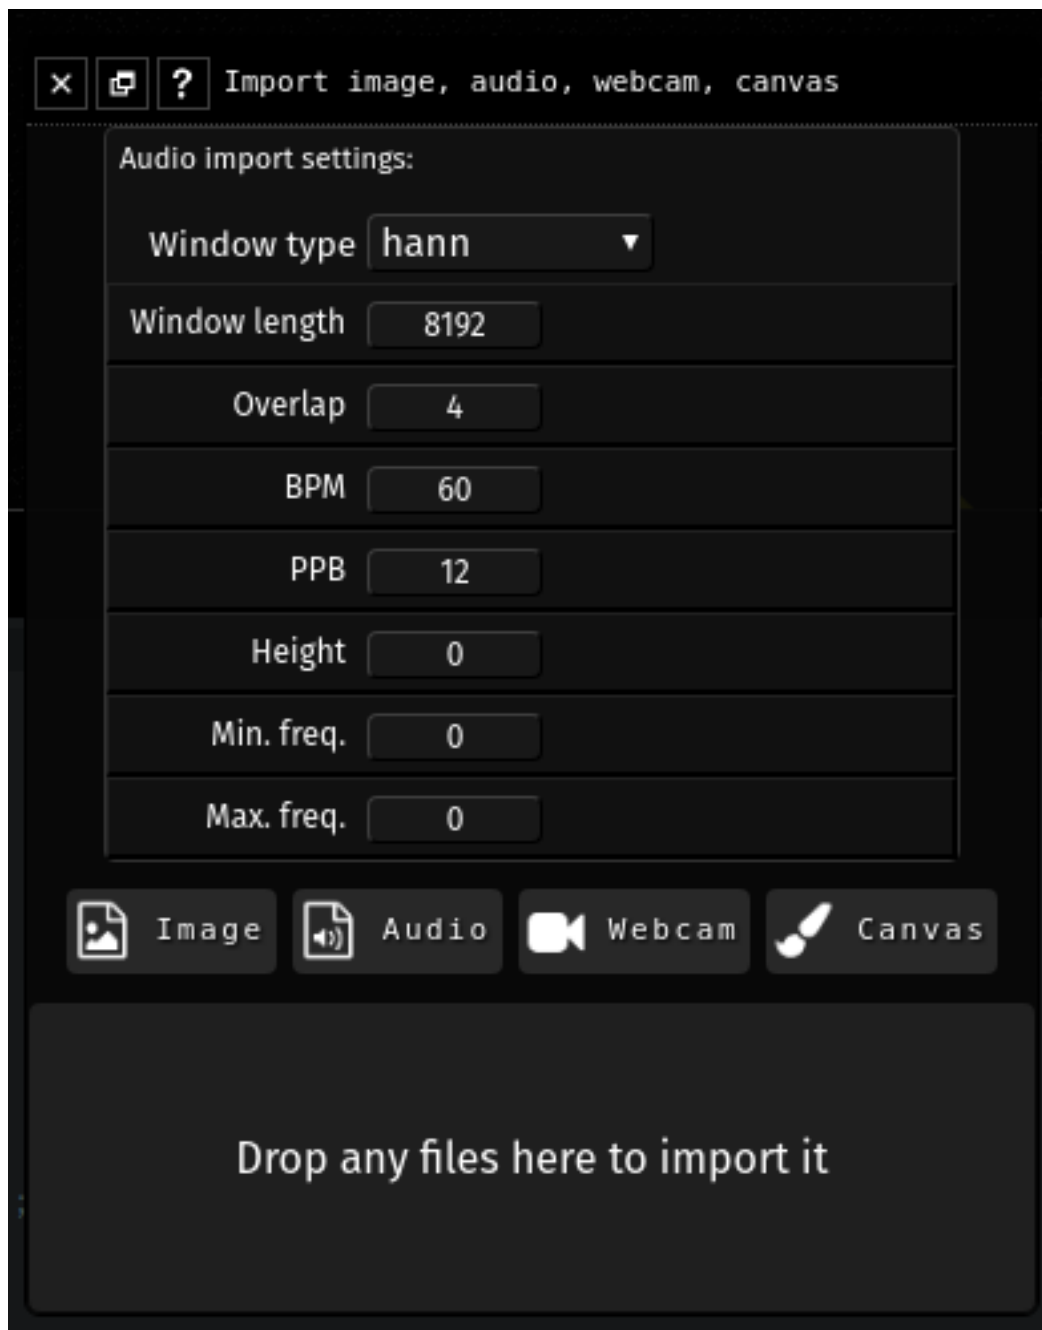 Import image, audio, webcam, canvas
Audio import settings:
Window type hann
Window length 8192
Overlap 4
BPM 60
PPB 12
Height 0
Min. freq. 0
Max. freq. 0
Image Audio Webcam Canvas
Drop any files here to import it